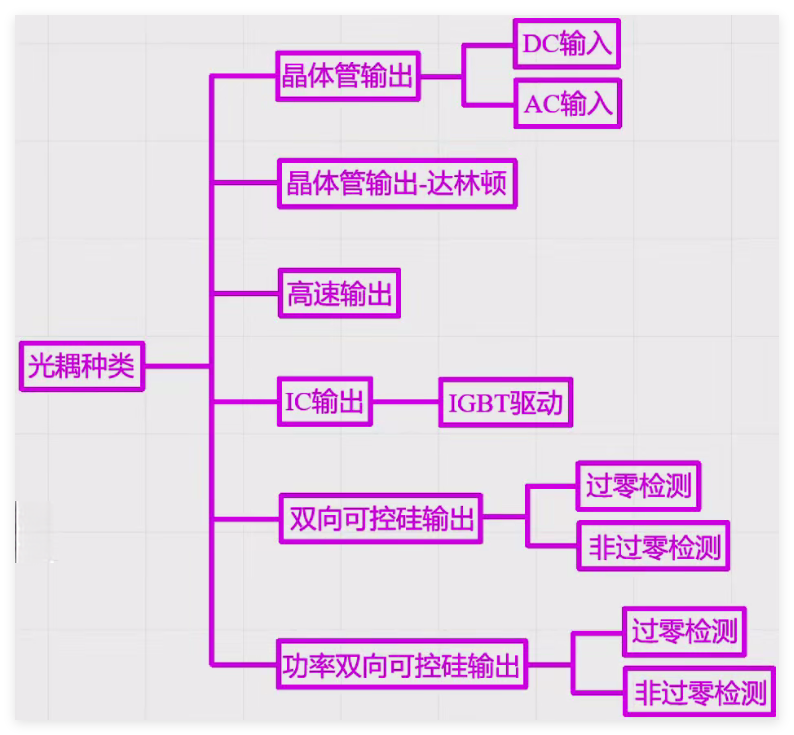 DC输入
晶体管输出
AC输入
晶体管输出-达林顿
高速输出
光耦种类
IC输出
IGBT驱动
过零检测
双向可控硅输出
非过零检测
过零检测
功率双向可控硅输出
非过零检测